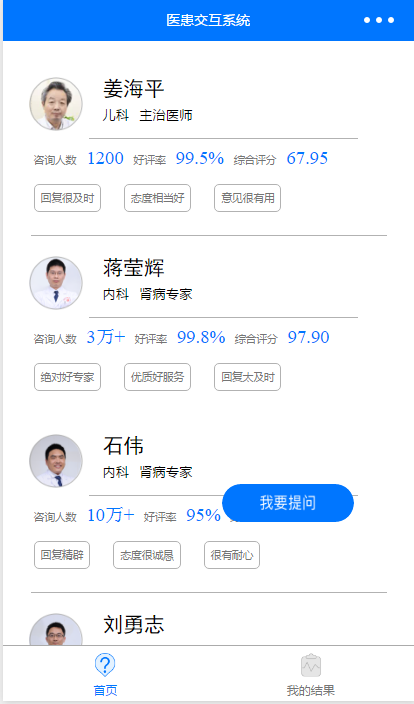 医患交互系统
姜海平
儿科 主治医师
咨询人数 1200 好评率 99.5% 综合评分 67.95
回复很及时 态度相当好 意见很有用
蒋莹辉
内科 肾病专家
咨询人数 3万+ 好评率 99.8% 综合评分 97.90
绝对好专家 优质好服务 回复太及时
石伟
内科 肾病专家
我要提问
咨询人数 10万+ 好评率 95%
回复精辟 态度很诚恳 很有耐心
刘勇志
首页 我的结果